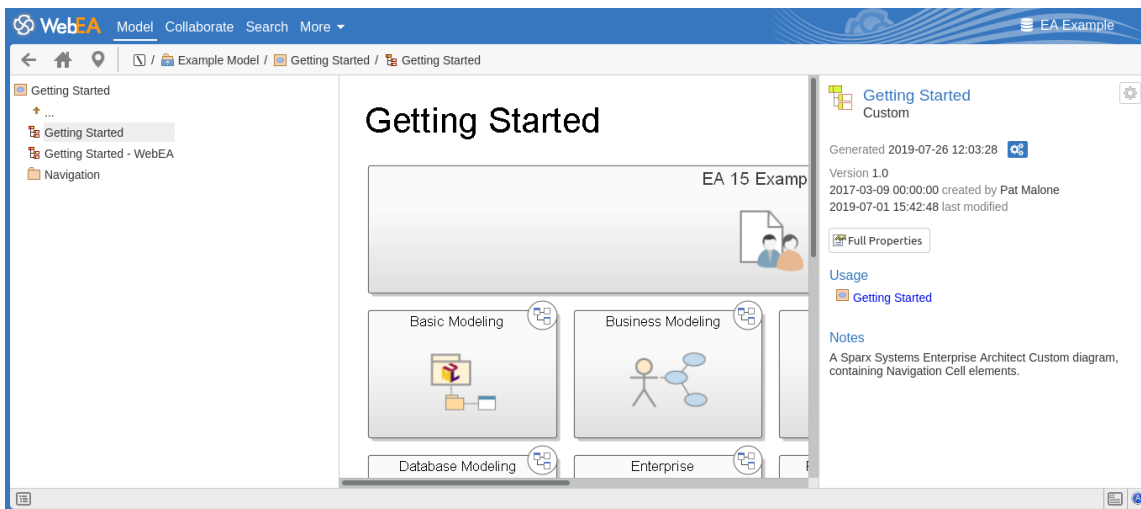 WebEA Model Collaborate Search More EA Example
\ / Example Model / Getting Started / Getting Started
Getting Started
...
Getting Started
Getting Started - WebEA
Navigation
Getting Started
EA 15 Examp
Basic Modeling
Business Modeling
Database Modeling
Enterprise
Getting Started
Custom
Generated 2019-07-26 12:03:28
Version 1.0
2017-03-09 00:00:00 created by Pat Malone
2019-07-01 15:42:48 last modified
Full Properties
Usage
Getting Started
Notes
A Sparx Systems Enterprise Architect Custom diagram,
containing Navigation Cell elements.